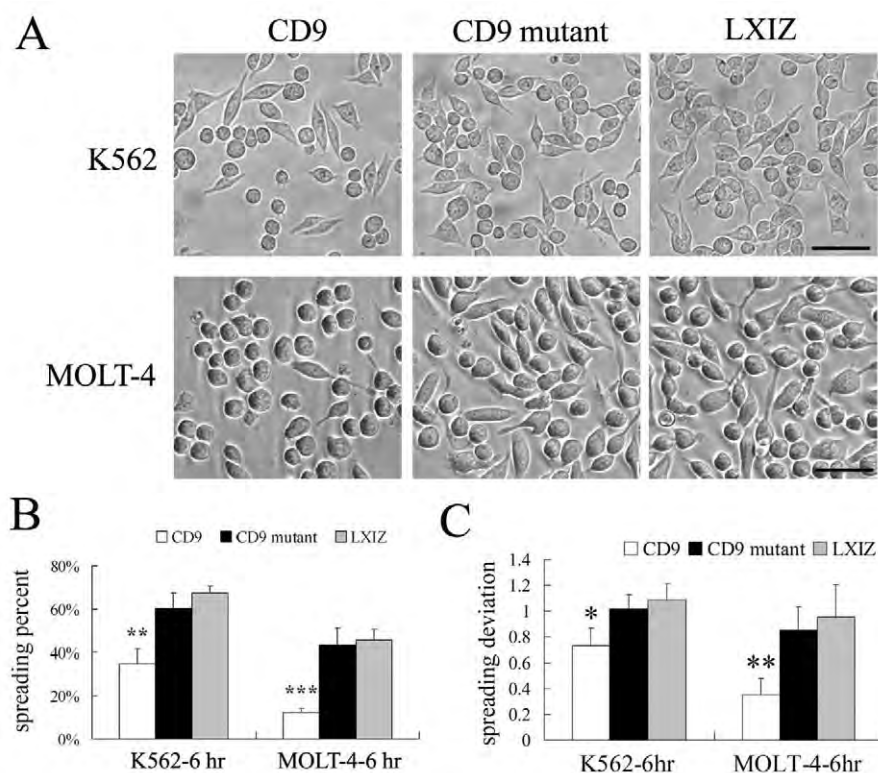 A
CD9 CD9 mutant LXIZ
K562
MOLT-4
B
CD9 CD9 mutant LXIZ
80%
60%
40%
20%
0%
spreading percent
**
***
K562-6 hr MOLT-4-6 hr
C
CD9 CD9 mutant LXIZ
1.4
1.2
1
0.8
0.6
0.4
0.2
0
spreading deviation
*
**
K562-6hr MOLT-4-6hr